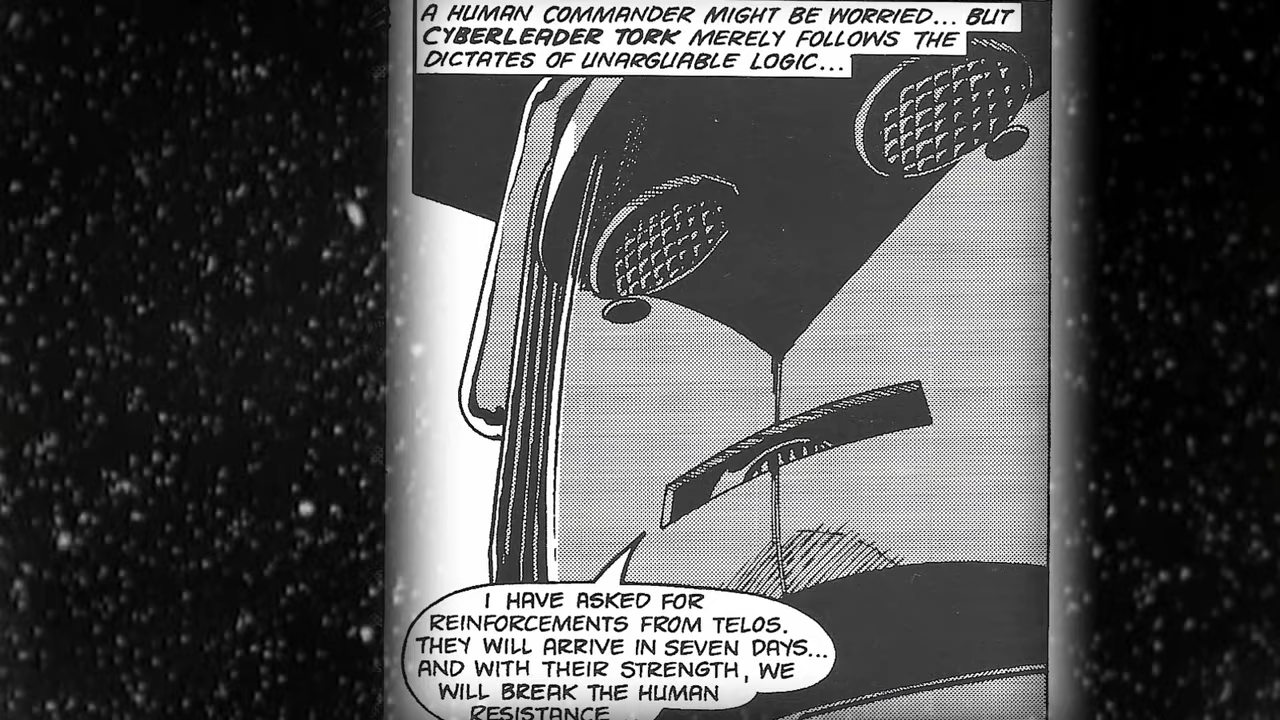 A HUMAN COMMANDER MIGHT BE WORRIED... BUT
CYBERLEADER TORK MERELY FOLLOWS THE
DICTATES OF UNARGUABLE LOGIC...
I HAVE ASKED FOR
REINFORCEMENTS FROM TELOS.
THEY WILL ARRIVE IN SEVEN DAYS...
AND WITH THEIR STRENGTH, WE
WILL BREAK THE HUMAN
RESISTANCE